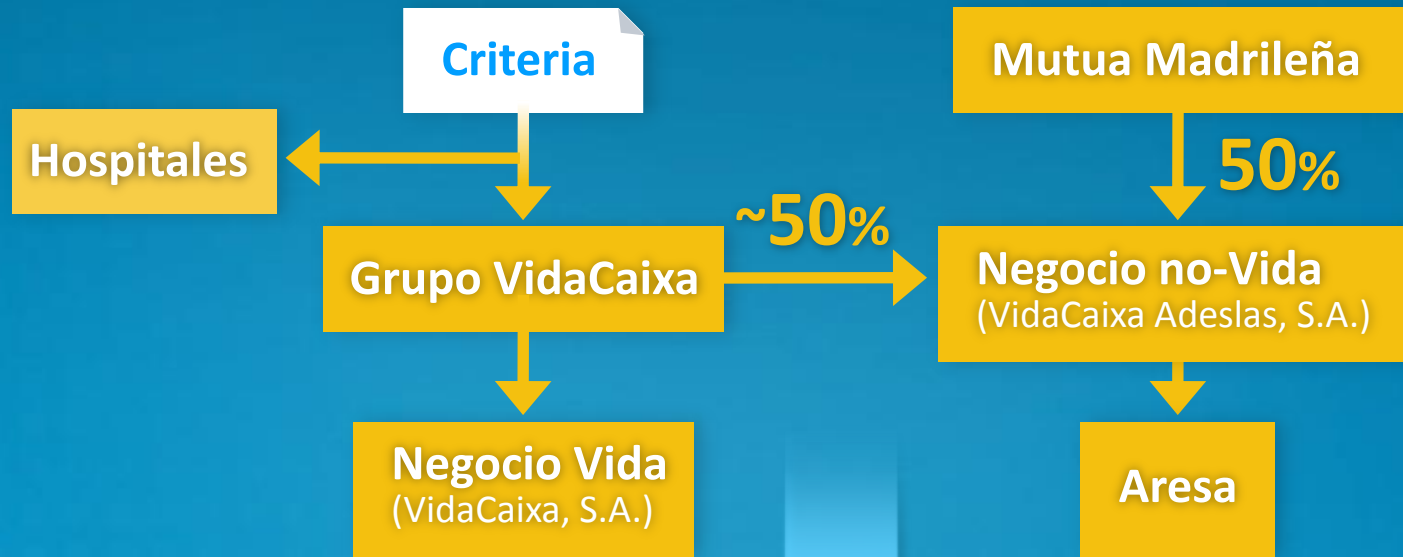 Criteria
Mutua Madrileña
Hospitales
50%
~50%
Grupo VidaCaixa
Negocio no-Vida
(VidaCaixa Adeslas, S.A.)
Negocio Vida
(VidaCaixa, S.A.)
Aresa